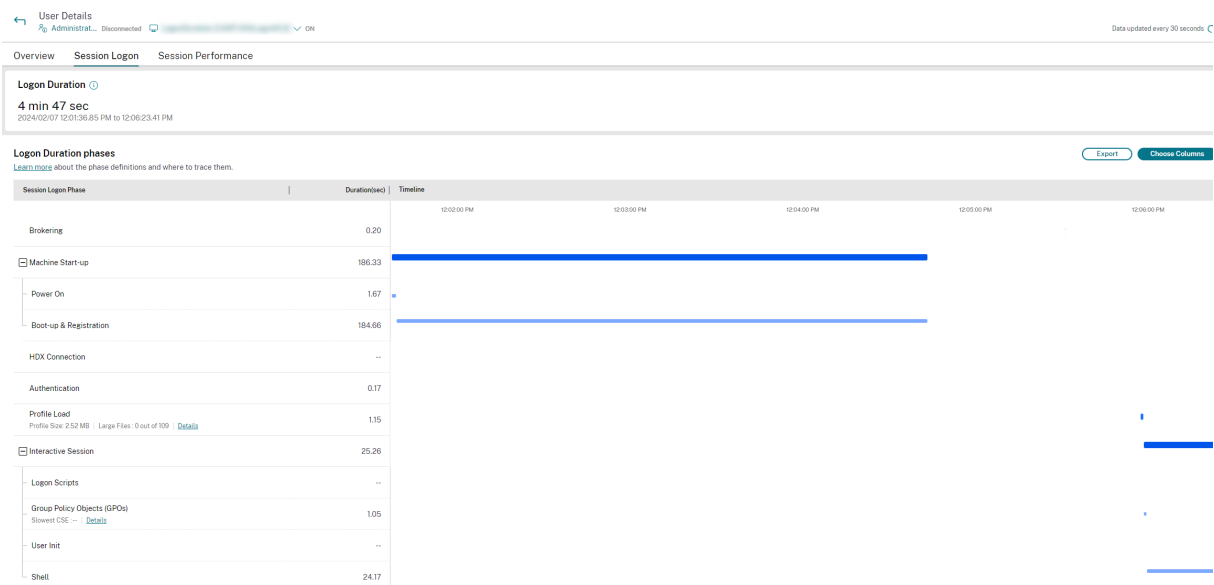 User Details
Administrat... Disconnected ON
Data updated every 30 seconds
Overview Session Logon Session Performance
Logon Duration
4 min 47 sec
2024/02/07 12:01:36.85 PM to 12:06:23.41 PM
Logon Duration phases
Export Choose Columns
Learn more about the phase definitions and where to trace them.
Session Logon Phase Duration(sec) Timeline
12:02:00 PM 12:03:00 PM 12:04:00 PM 12:05:00 PM 12:06:00 PM
Brokering 0.20
Machine Start-up 186.33
Power On 1.67
Boot-up & Registration 184.66
HDX Connection --
Authentication 0.17
Profile Load 1.15
Profile Size: 2.52 MB | Large Files : 0 out of 109 | Details
Interactive Session 25.26
Logon Scripts --
Group Policy Objects (GPOs) 1.05
Slowest CSE :-- | Details
User Init --
Shell 24.17